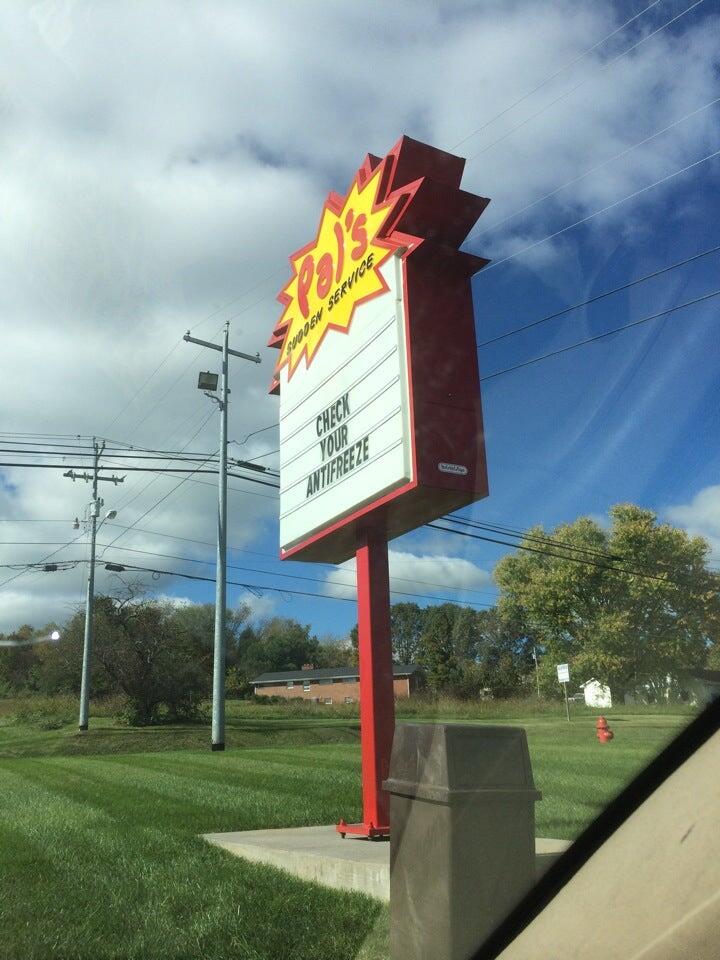 Pal's
SUDDEN SERVICE
CHECK
YOUR
ANTIFREEZE